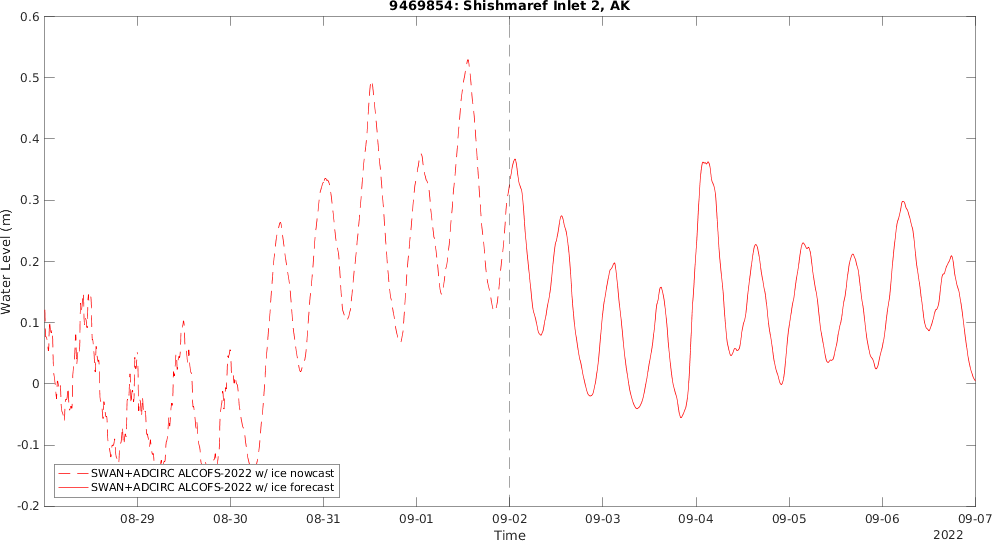 9469854: Shishmaref Inlet 2, AK
0.6
0.5
0.4
0.3
0.2
0.1
0
-0.1
-0.2
Water Level (m)
SWAN+ADCIRC ALCOFS-2022 w/ ice nowcast
SWAN+ADCIRC ALCOFS-2022 w/ ice forecast
08-29 08-30 08-31 09-01 09-02 09-03 09-04 09-05 09-06 09-07
Time
2022